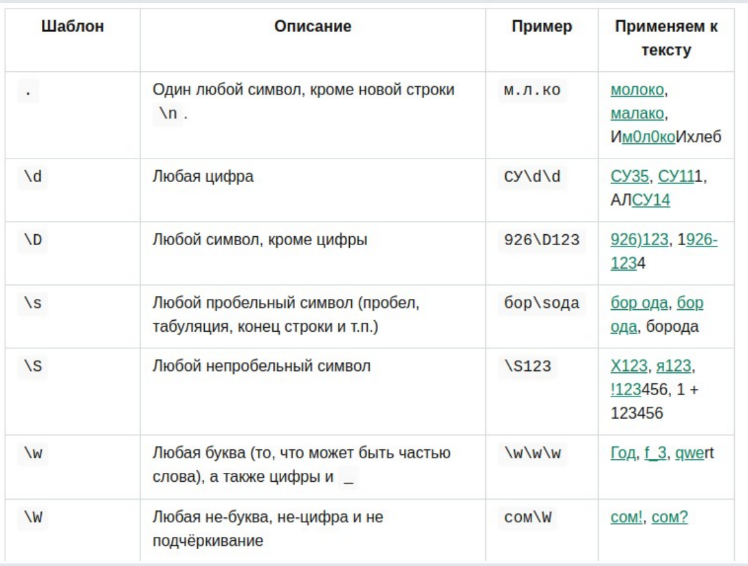 Шаблон Описание Пример Применяем к
тексту
. Один любой символ, кроме новой строки м.л.ко молоко,
\n . малако,
Им0л0коИхлеб
\d Любая цифра СУ\d\d СУ35, СУ111,
АЛСУ14
\D Любой символ, кроме цифры 926\D123 926)123, 1926-
1234
\s Любой пробельный символ (пробел, бор\sода бор ода, бор
табуляция, конец строки и т.п.) ода, борода
\S Любой непробельный символ \S123 X123, я123,
!123456, 1 +
123456
\w Любая буква (то, что может быть частью \w\w\w Год, f_3, qwert
слова), а также цифры и _
\W Любая не-буква, не-цифра и не сом\W сом!, сом?
подчёркивание